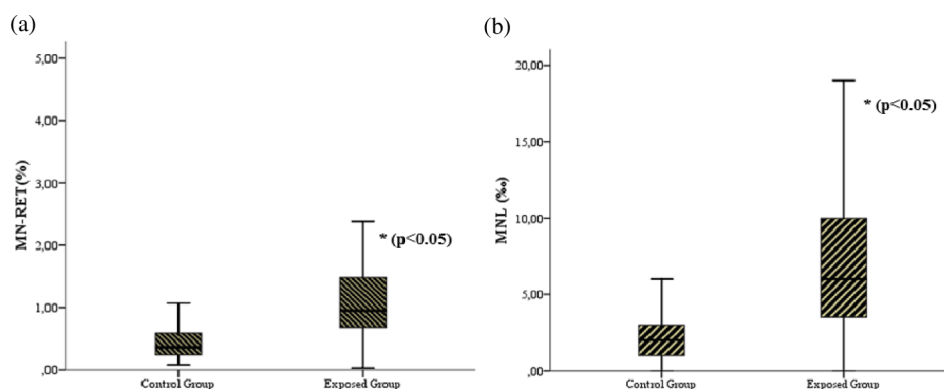 (a)
5,00
4,00
3,00
2,00
1,00
,00
MN-RET(%)
* (p<0.05)
Control Group
Exposed Group
(b)
20,00
15,00
10,00
5,00
,00
MNL (‰)
* (p<0.05)
Control Group
Exposed Group